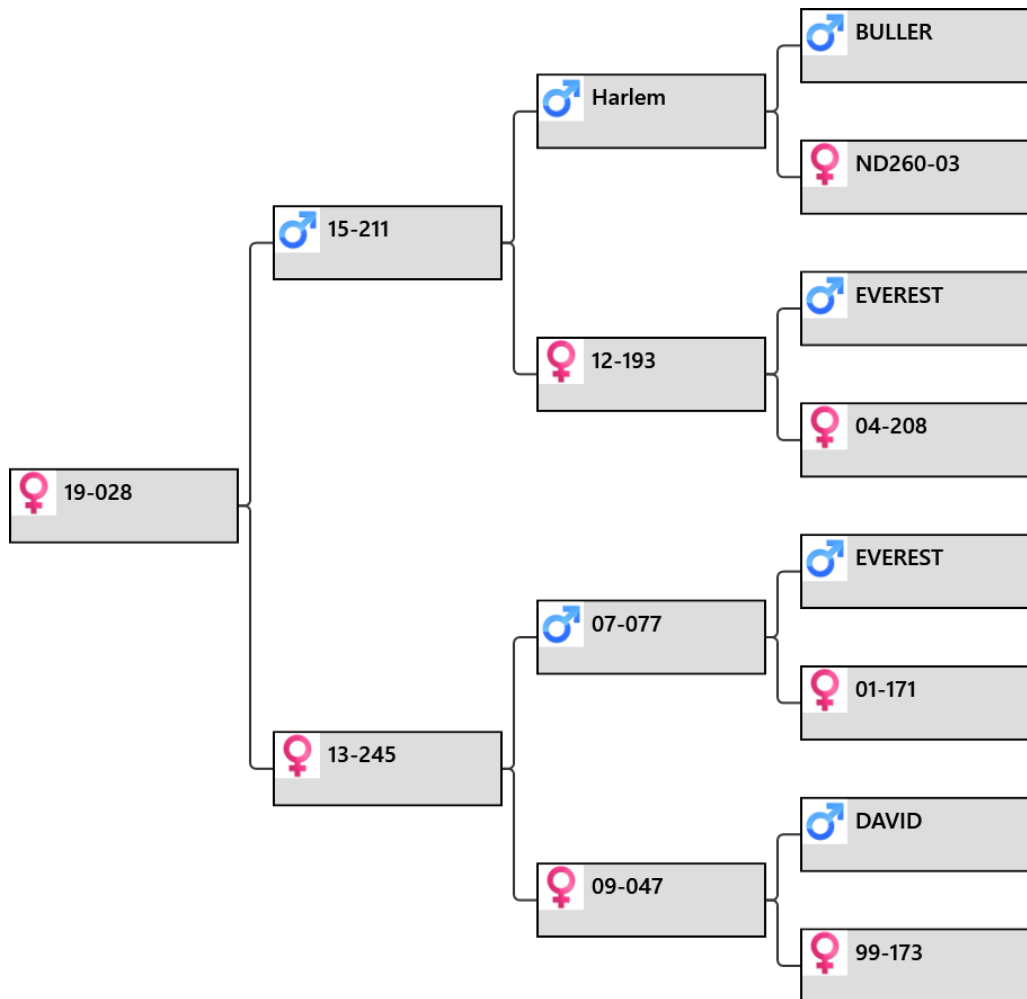 BULLER
Harlem
ND260-03
15-211
EVEREST
12-193
04-208
19-028
EVEREST
07-077
01-171
13-245
DAVID
09-047
99-173